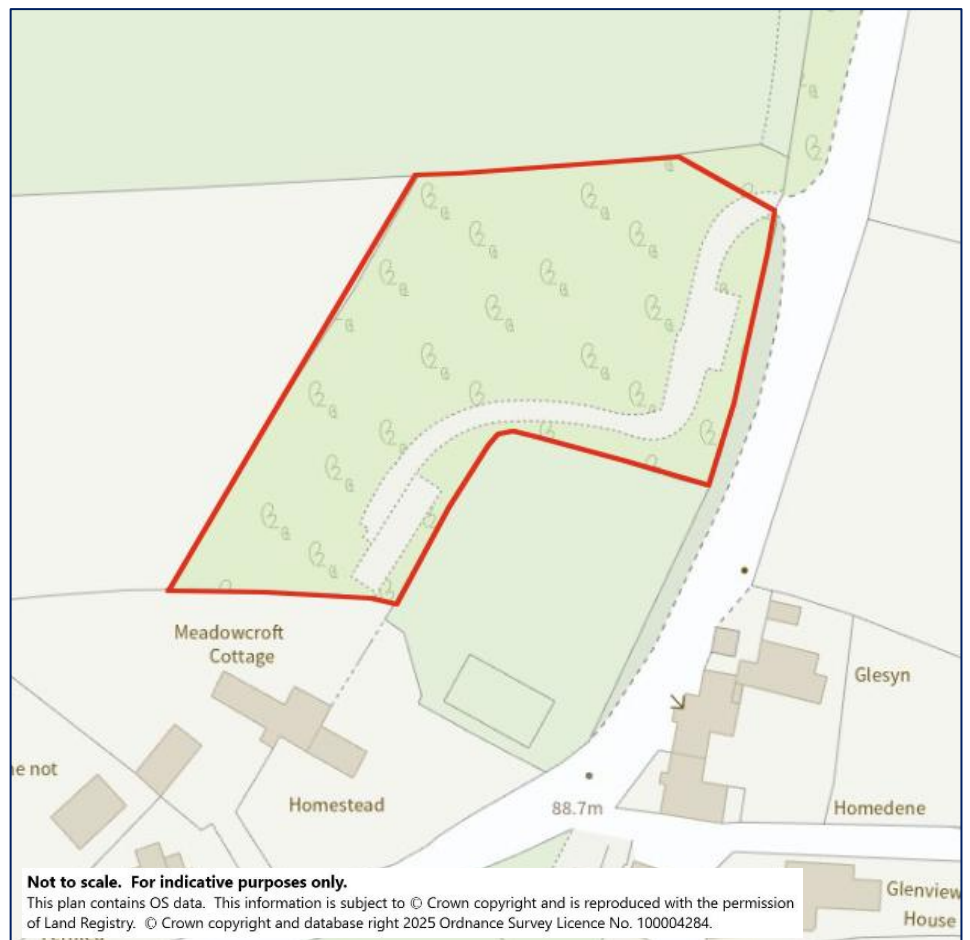 Meadowcroft
Cottage
Glesyn
ne not
Homestead
88.7m
Homedene
Not to scale. For indicative purposes only.
This plan contains OS data. This information is subject to © Crown copyright and is reproduced with the permission
of Land Registry. © Crown copyright and database right 2025 Ordnance Survey Licence No. 100004284.
Glenview
House